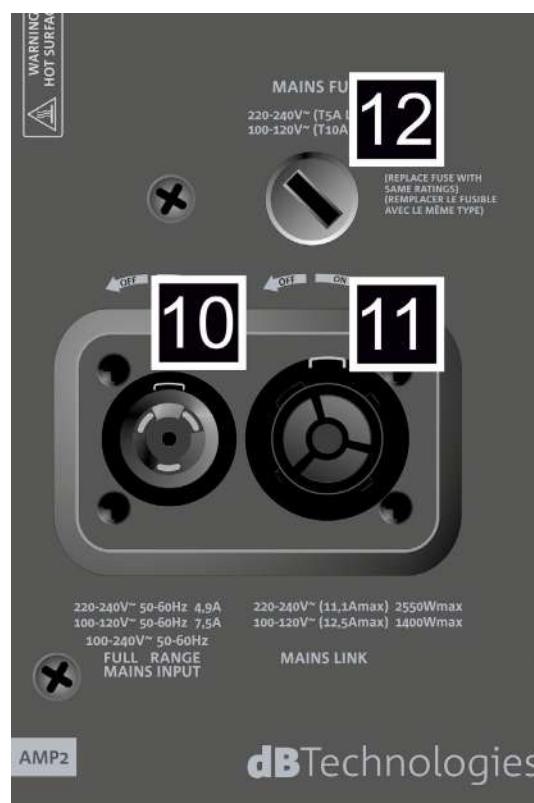 WARNING
HOT SURFAC
MAINS FU
12
220-240V~ (T5A
100-120V~ (T10A
(REPLACE FUSE WITH
SAME RATINGS)
(REMPLACER LE FUSIBLE
AVEC LE MÊME TYPE)
OFF
OFF
ON
10
11
220-240V~ 50-60Hz 4,9A
100-120V~ 50-60Hz 7,5A
100-240V~ 50-60Hz
FULL RANGE
MAINS INPUT
220-240V~ (11,1Amax) 2550Wmax
100-120V~ (12,5Amax) 1400Wmax
MAINS LINK
AMP2
dBTechnologies